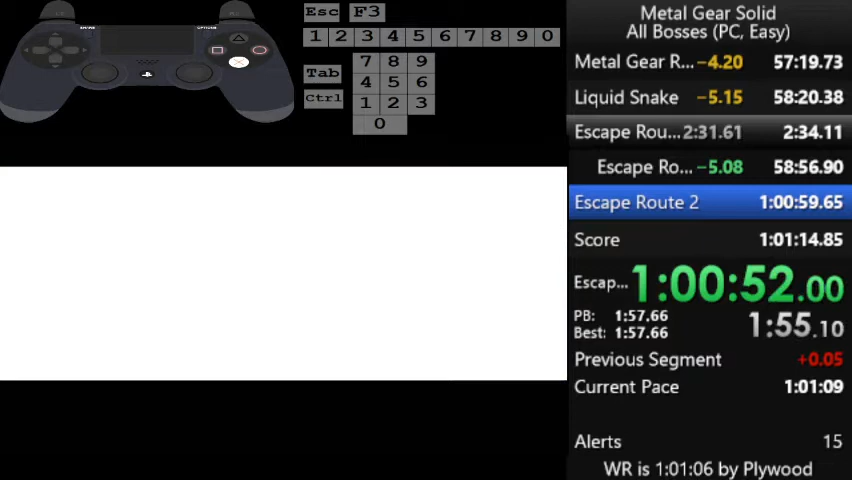 Esc F3
1 2 3 4 5 6 7 8 9 0
7 8 9
Tab
4 5 6
Ctrl
1 2 3
0
SHARE
OPTIONS
Metal Gear Solid
All Bosses (PC, Easy)
Metal Gear R... −4.20 57:19.73
Liquid Snake −5.15 58:20.38
Escape Rou... 2:31.61 2:34.11
Escape Ro... −5.08 58:56.90
Escape Route 2 1:00:59.65
Score 1:01:14.85
Escap... 1:00:52.00
PB: 1:57.66
Best: 1:57.66
1:55.10
Previous Segment +0.05
Current Pace 1:01:09
Alerts 15
WR is 1:01:06 by Plywood